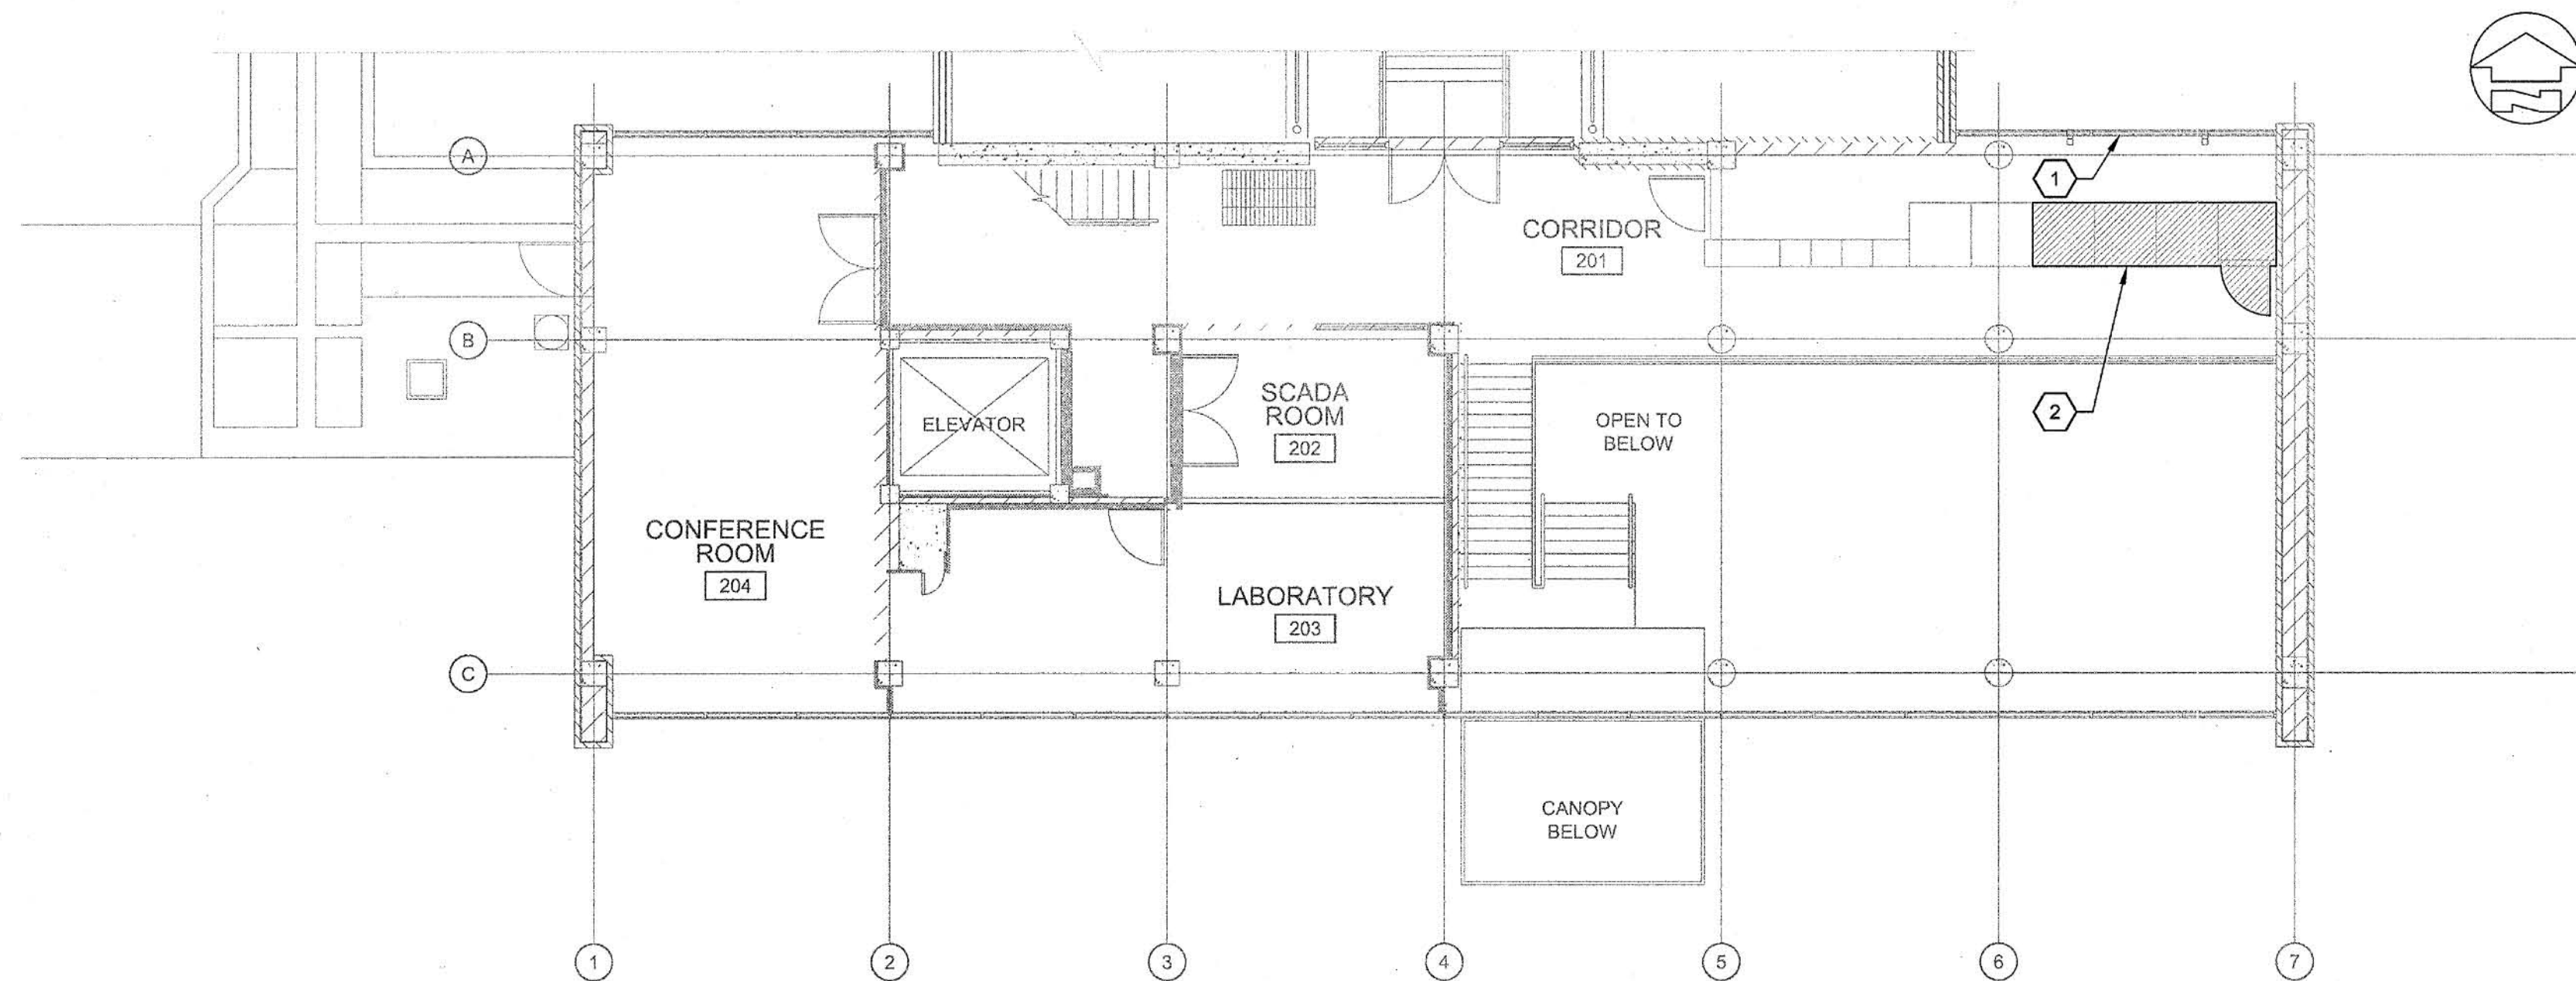 N
A
1
CORRIDOR
201
B
SCADA
ROOM
202
ELEVATOR
OPEN TO
BELOW
2
CONFERENCE
ROOM
204
LABORATORY
203
C
CANOPY
BELOW
1
2
3
4
5
6
7